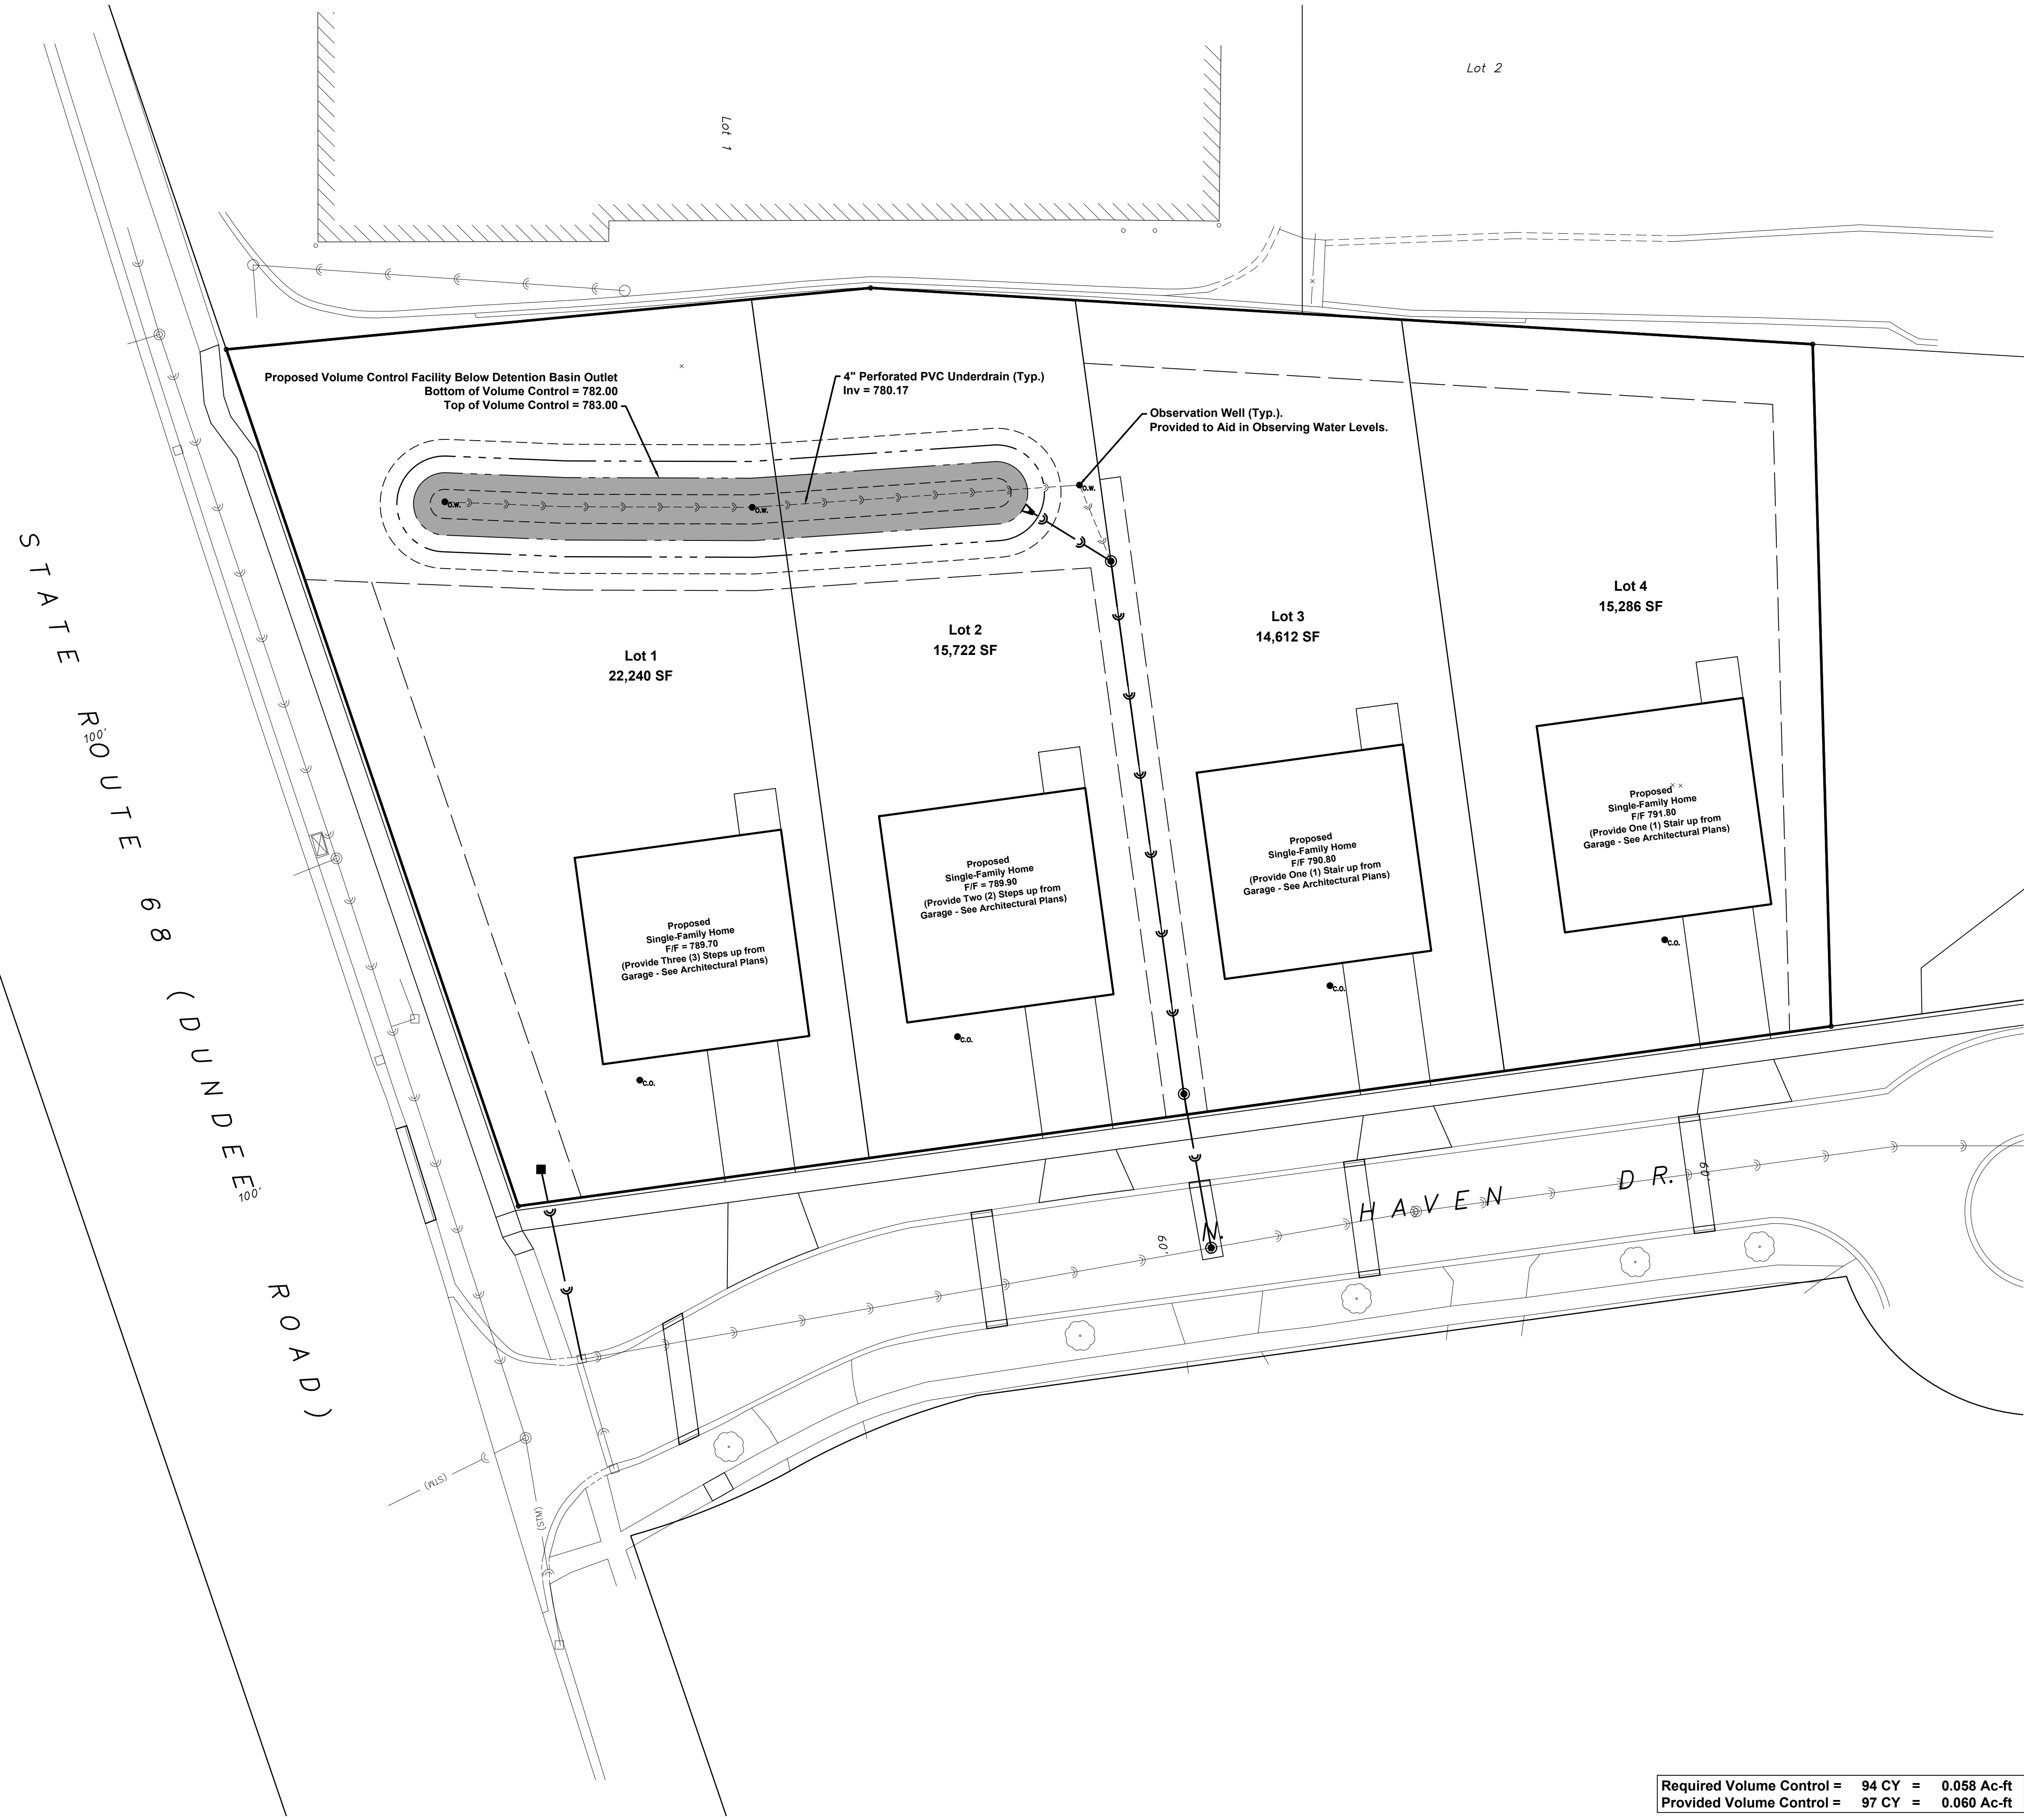 Lot 2
Lot 1
Proposed Volume Control Facility Below Detention Basin Outlet
Bottom of Volume Control = 782.00
Top of Volume Control = 783.00
4" Perforated PVC Underdrain (Typ.)
Inv = 780.17
Observation Well (Typ.).
Provided to Aid in Observing Water Levels.
O.W.
O.W.
O.W.
STATE ROUTE 68 (DUNDEE ROAD)
100'
100'
Lot 1
22,240 SF
Lot 2
15,722 SF
Lot 3
14,612 SF
Lot 4
15,286 SF
Proposed
Single-Family Home
F/F = 789.70
(Provide Three (3) Steps up from
Garage - See Architectural Plans)
Proposed
Single-Family Home
F/F = 789.90
(Provide Two (2) Steps up from
Garage - See Architectural Plans)
Proposed
Single-Family Home
F/F 790.80
(Provide One (1) Stair up from
Garage - See Architectural Plans)
Proposed
Single-Family Home
F/F 791.80
(Provide One (1) Stair up from
Garage - See Architectural Plans)
C.O.
C.O.
C.O.
C.O.
N. HAVEN DR.
60'
60'
(STM)
(STM)
Required Volume Control = 94 CY = 0.058 Ac-ft
Provided Volume Control = 97 CY = 0.060 Ac-ft